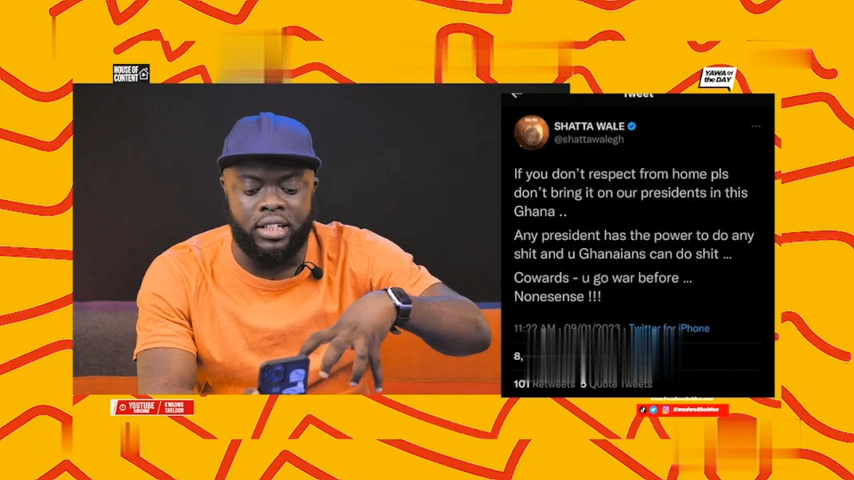 HOUSE OF
CONTENT
YAWA OF
the DAY
Tweet
SHATTA WALE
@shattawalegh
If you don't respect from home pls
don't bring it on our presidents in this
Ghana ..
Any president has the power to do any
shit and u Ghanaians can do shit ...
Cowards - u go war before ...
Nonesense !!!
11:22 AM · 09/01/2023 · Twitter for iPhone
8,
101 Retweets 6 Quote Tweets
YOUTUBE
KWADWO
SHELDON
KwadwoSheldon